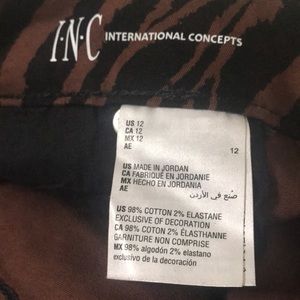 I·N·C INTERNATIONAL CONCEPTS
US 12
CA 12
MX 12
AE 12
US MADE IN JORDAN
CA FABRIQUÉ EN JORDANIE
MX HECHO EN JORDANIA
AE صُنع في الأردن
US 98% COTTON 2% ELASTANE
EXCLUSIVE OF DECORATION
CA 98% COTON 2% ÉLASTHANNE
GARNITURE NON COMPRISE
MX 98% algodón 2% elastano
exclusivo de la decoración